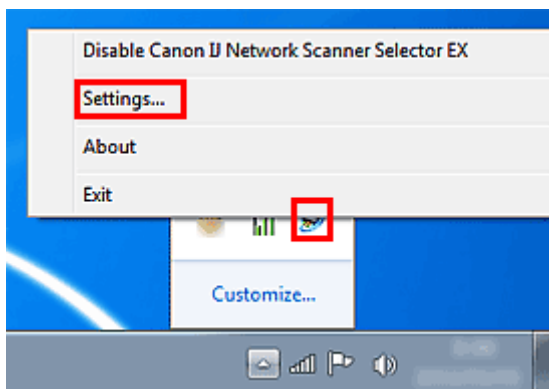 Disable Canon IJ Network Scanner Selector EX
Settings...
About
Exit
Customize...